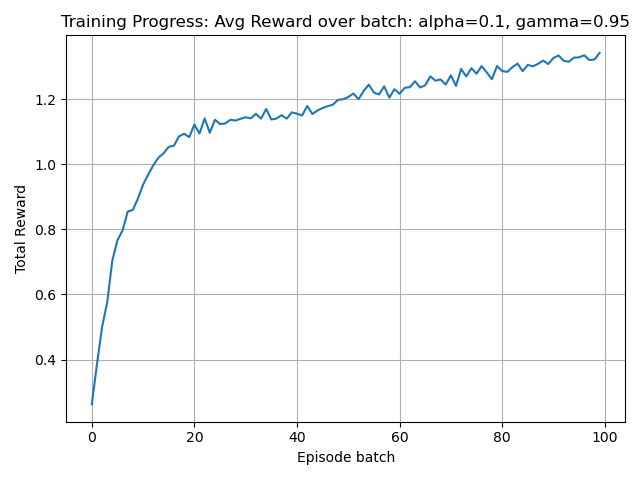 Training Progress: Avg Reward over batch: alpha=0.1, gamma=0.95
1.2
1.0
0.8
0.6
0.4
Total Reward
0 20 40 60 80 100
Episode batch